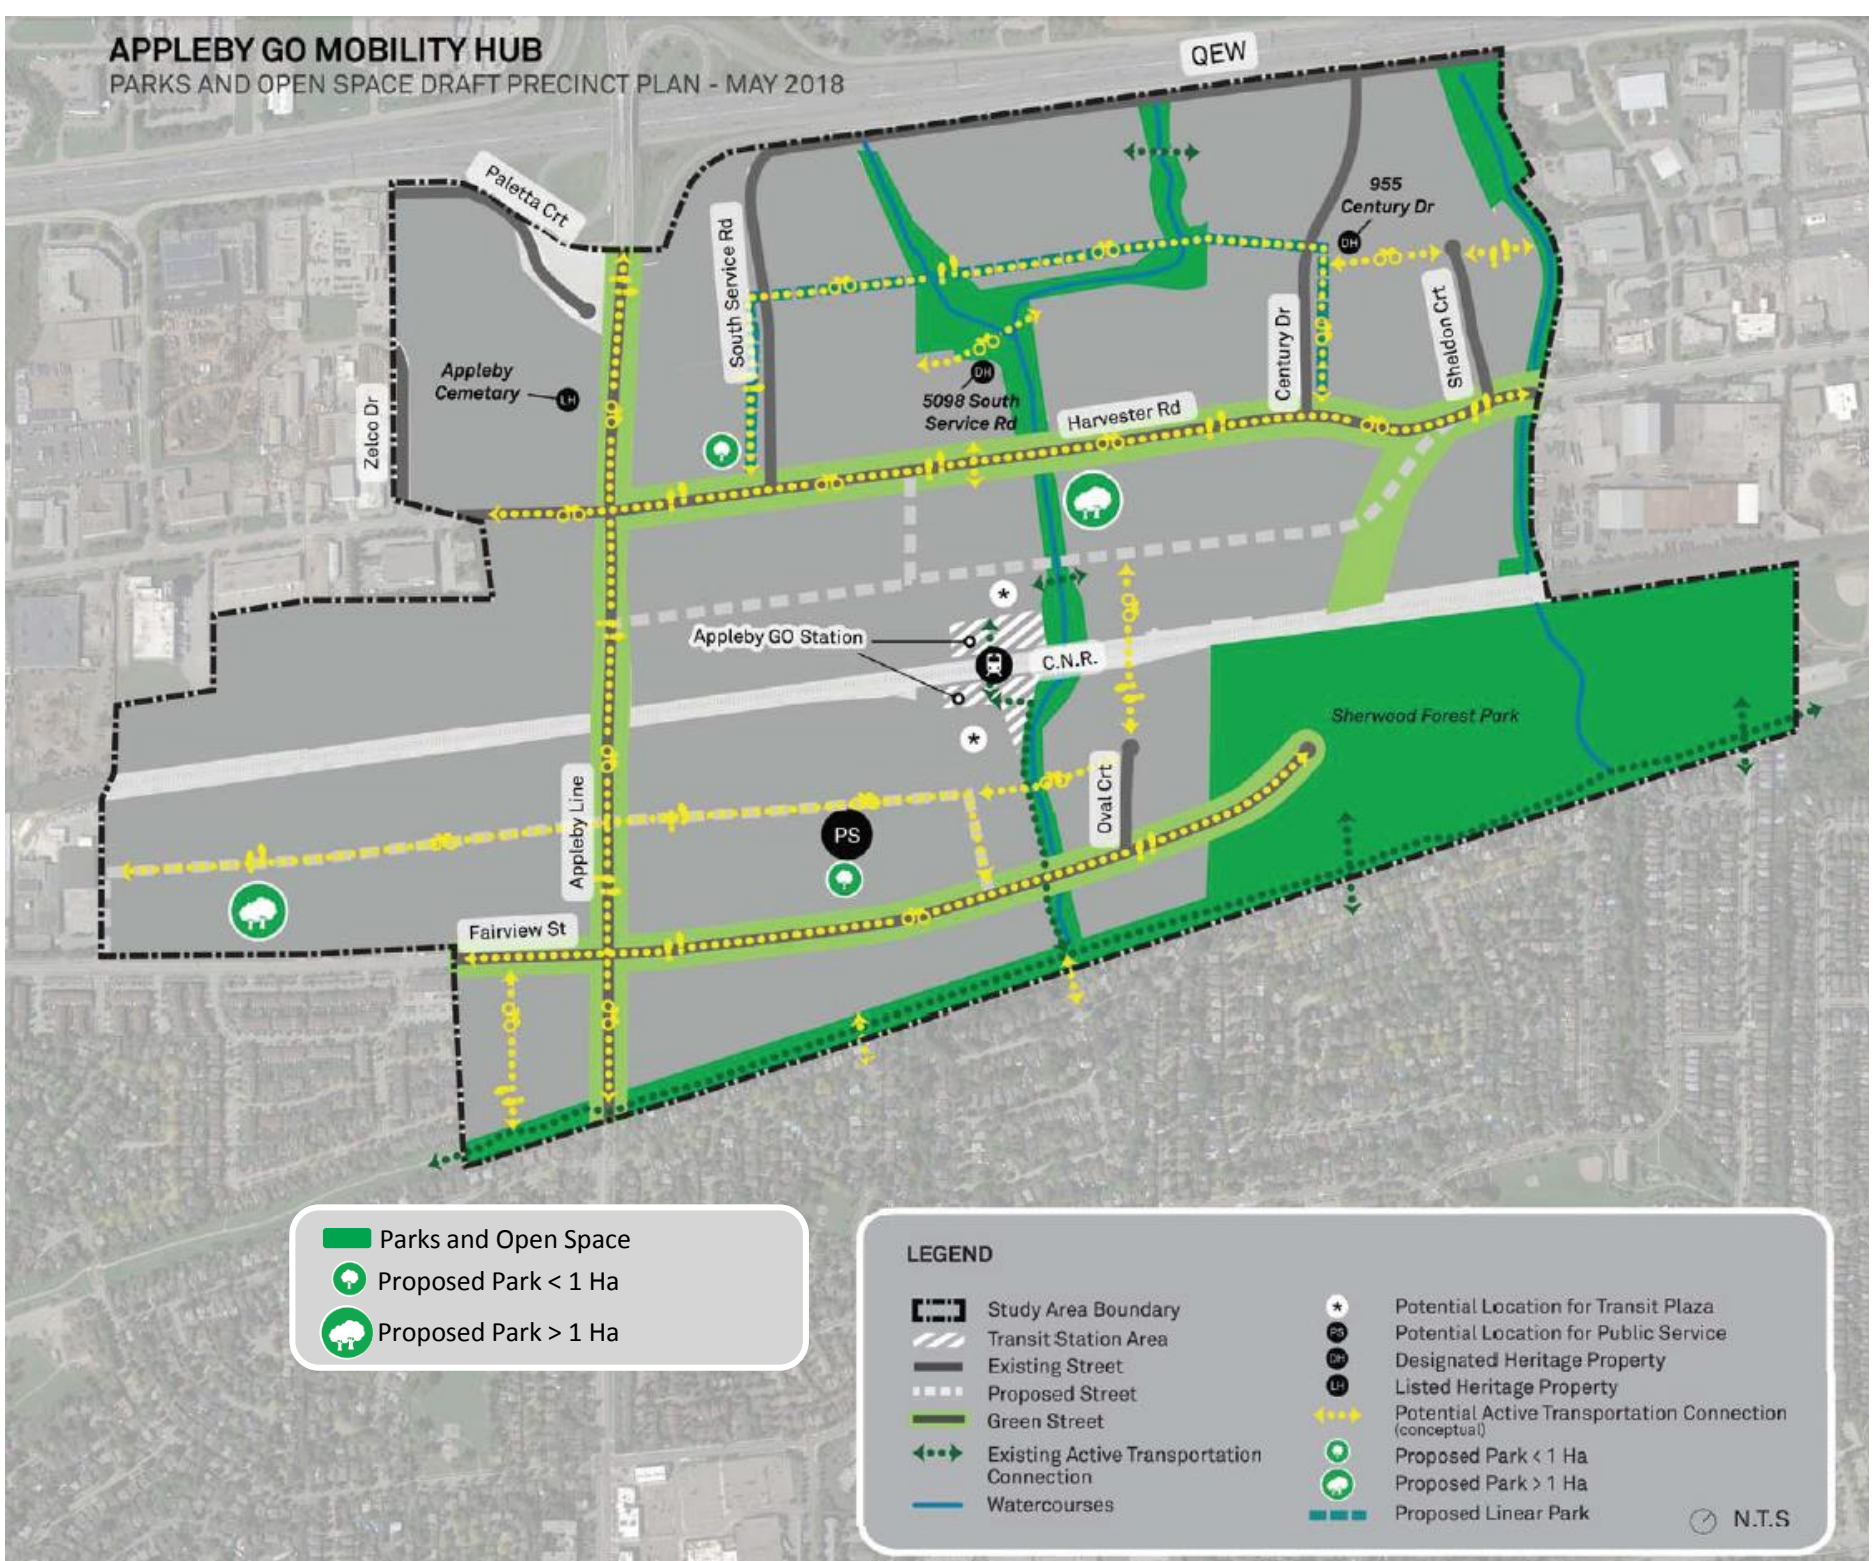 APPLEBY GO MOBILITY HUB
PARKS AND OPEN SPACE DRAFT PRECINCT PLAN - MAY 2018
QEW
Paletta Crt
955
Century Dr
DH
South Service Rd
Appleby
Cemetary
LH
Zelco Dr
DH
5098 South
Service Rd
Century Dr
Sheldon Crt
Harvester Rd
*
Appleby GO Station
C.N.R.
*
Sherwood Forest Park
Appleby Line
PS
Oval Crt
Fairview St
Parks and Open Space
Proposed Park < 1 Ha
Proposed Park > 1 Ha
LEGEND
Study Area Boundary
Transit Station Area
Existing Street
Proposed Street
Green Street
Existing Active Transportation
Connection
Watercourses
* Potential Location for Transit Plaza
PS Potential Location for Public Service
DH Designated Heritage Property
LH Listed Heritage Property
Potential Active Transportation Connection
(conceptual)
Proposed Park < 1 Ha
Proposed Park > 1 Ha
Proposed Linear Park
N.T.S